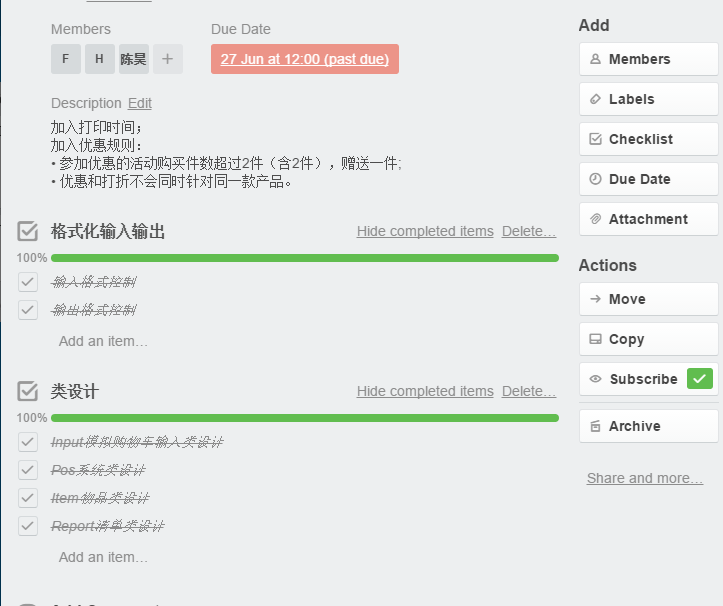 Members
Due Date
F
H
陈昊
+
27 Jun at 12:00 (past due)
Description Edit
加入打印时间；
加入优惠规则：
• 参加优惠的活动购买件数超过2件（含2件），赠送一件;
• 优惠和打折不会同时针对同一款产品。
格式化输入输出
Hide completed items Delete…
100%
输入格式控制
输出格式控制
Add an item…
类设计
Hide completed items Delete…
100%
Input模拟购物车输入类设计
Pos系统类设计
Item物品类设计
Report清单类设计
Add an item…
Add
Members
Labels
Checklist
Due Date
Attachment
Actions
Move
Copy
Subscribe
Archive
Share and more…